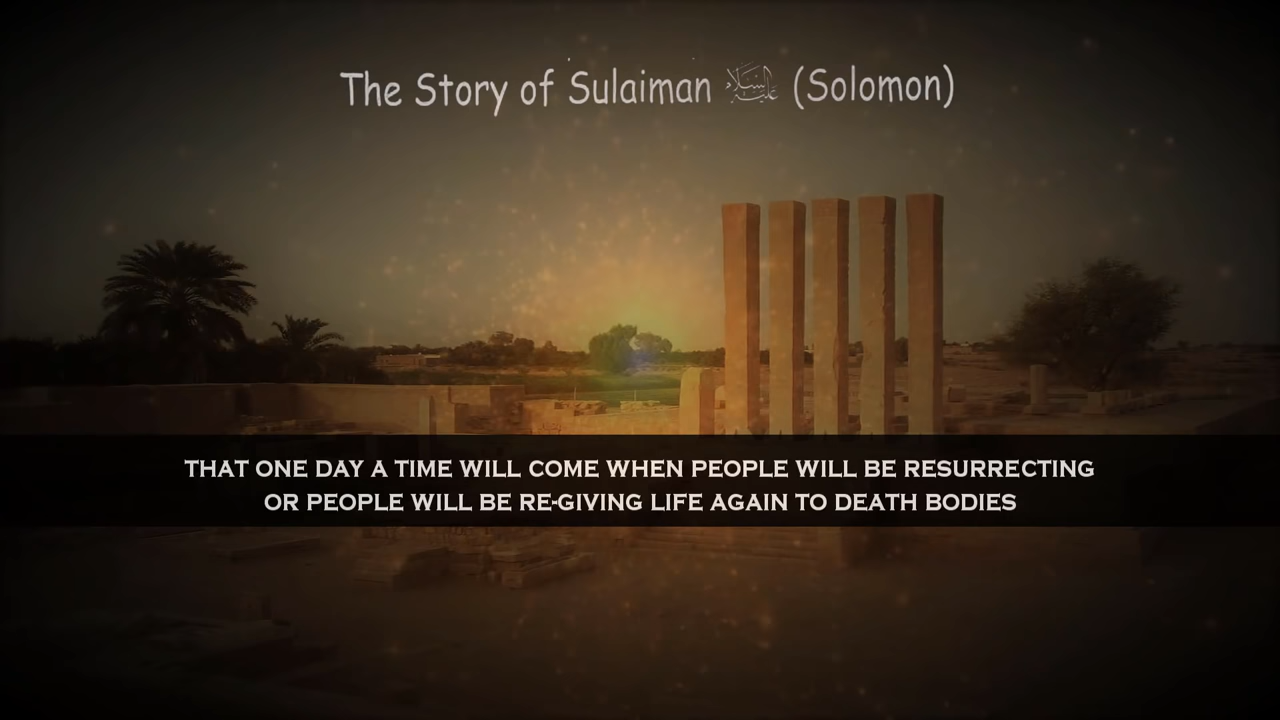 The Story of Sulaiman عليه السلام (Solomon)
THAT ONE DAY A TIME WILL COME WHEN PEOPLE WILL BE RESURRECTING
OR PEOPLE WILL BE RE-GIVING LIFE AGAIN TO DEATH BODIES